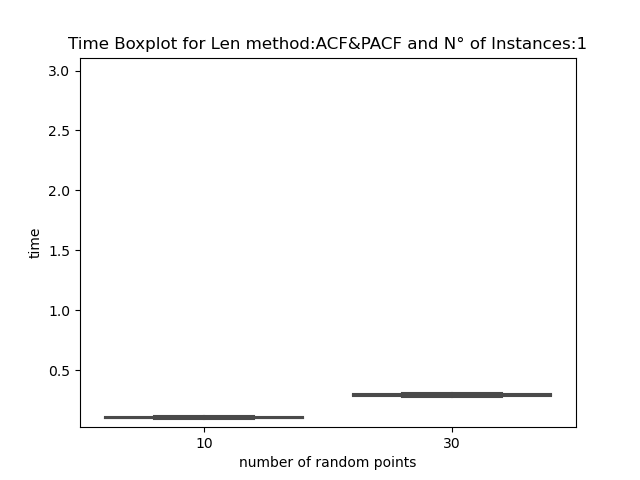 Time Boxplot for Len method:ACF&PACF and N° of Instances:1
3.0
2.5
2.0
1.5
1.0
0.5
time
10 30
number of random points